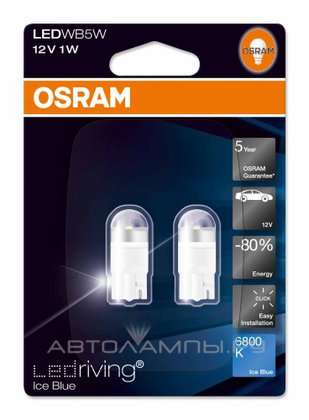 LEDWB5W
12V 1W
OSRAM
OSRAM
5
Year
OSRAM
Guarantee*
12V
-80%
Energy
CLICK
Easy
Installation
6800
K
Ice Blue
LEDriving®
Ice Blue